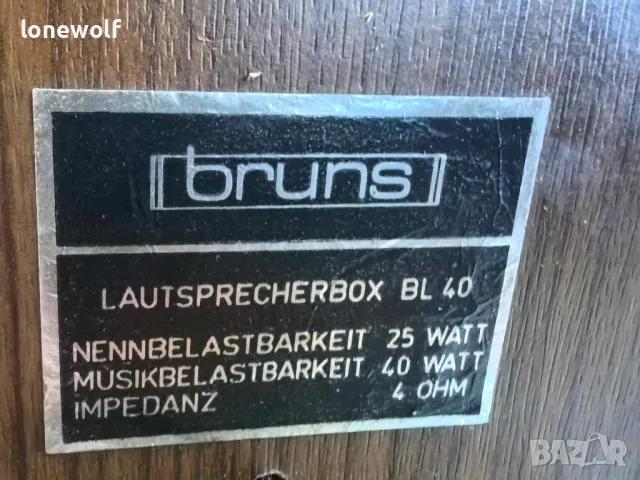 lonewolf
bruns
LAUTSPRECHERBOX BL 40
NENNBELASTBARKEIT 25 WATT
MUSIKBELASTBARKEIT 40 WATT
IMPEDANZ 4 OHM
BAZAR